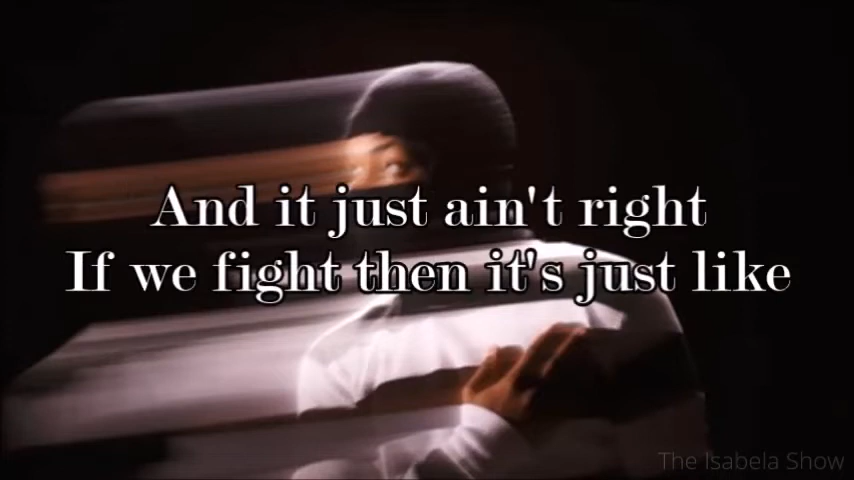 And it just ain't right
If we fight then it's just like
The Isabela Show